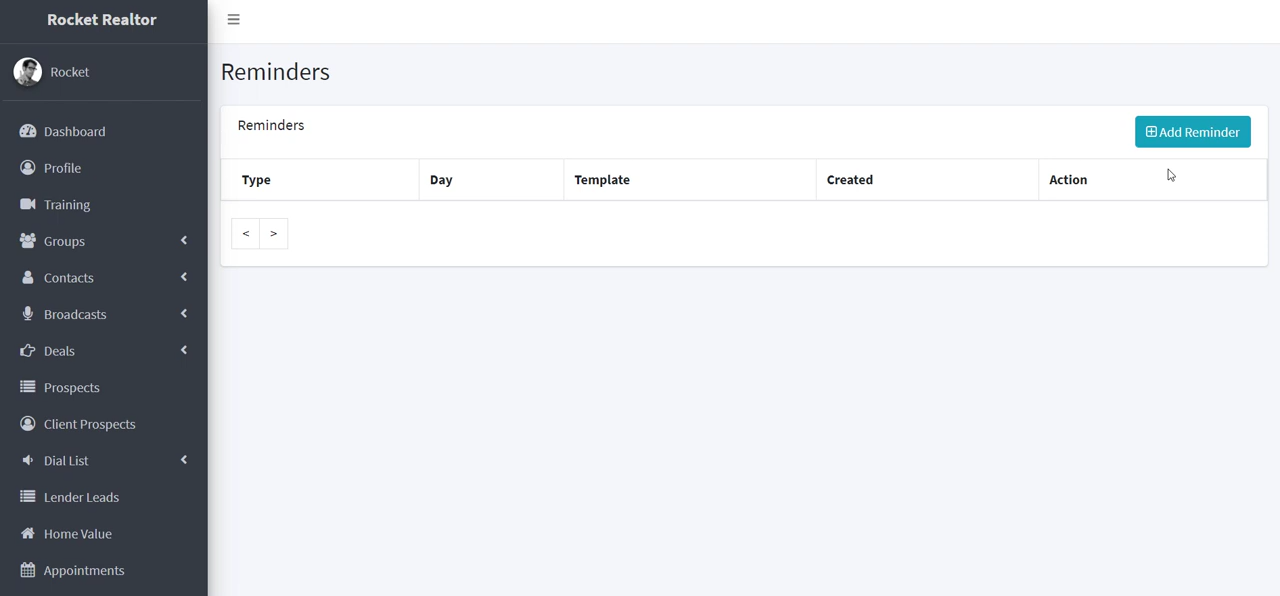 Rocket Realtor
Rocket
Dashboard
Profile
Training
Groups
Contacts
Broadcasts
Deals
Prospects
Client Prospects
Dial List
Lender Leads
Home Value
Appointments
Reminders
Reminders
Add Reminder
Type Day Template Created Action
< >